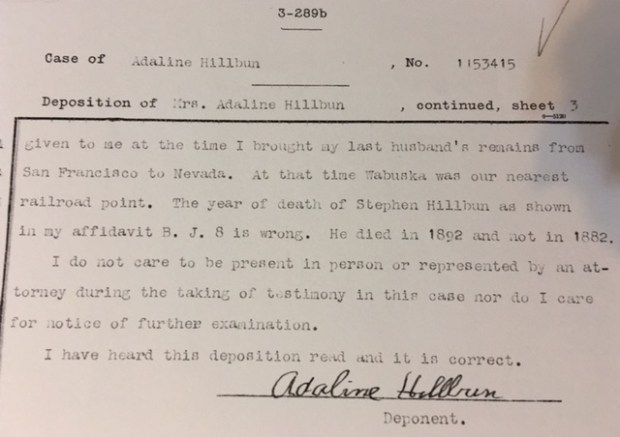 3-289b
Case of Adaline Hillbun , No. 1153415
Deposition of Mrs. Adaline Hillbun , continued, sheet 3
6—2120
given to me at the time I brought my last husband's remains from
San Francisco to Nevada. At that time Wabuska was our nearest
railroad point. The year of death of Stephen Hillbun as shown
in my affidavit B. J. 8 is wrong. He died in 1892 and not in 1882.
I do not care to be present in person or represented by an at-
torney during the taking of testimony in this case nor do I care
for notice of further examination.
I have heard this deposition read and it is correct.
Adaline Hillbun
Deponent.